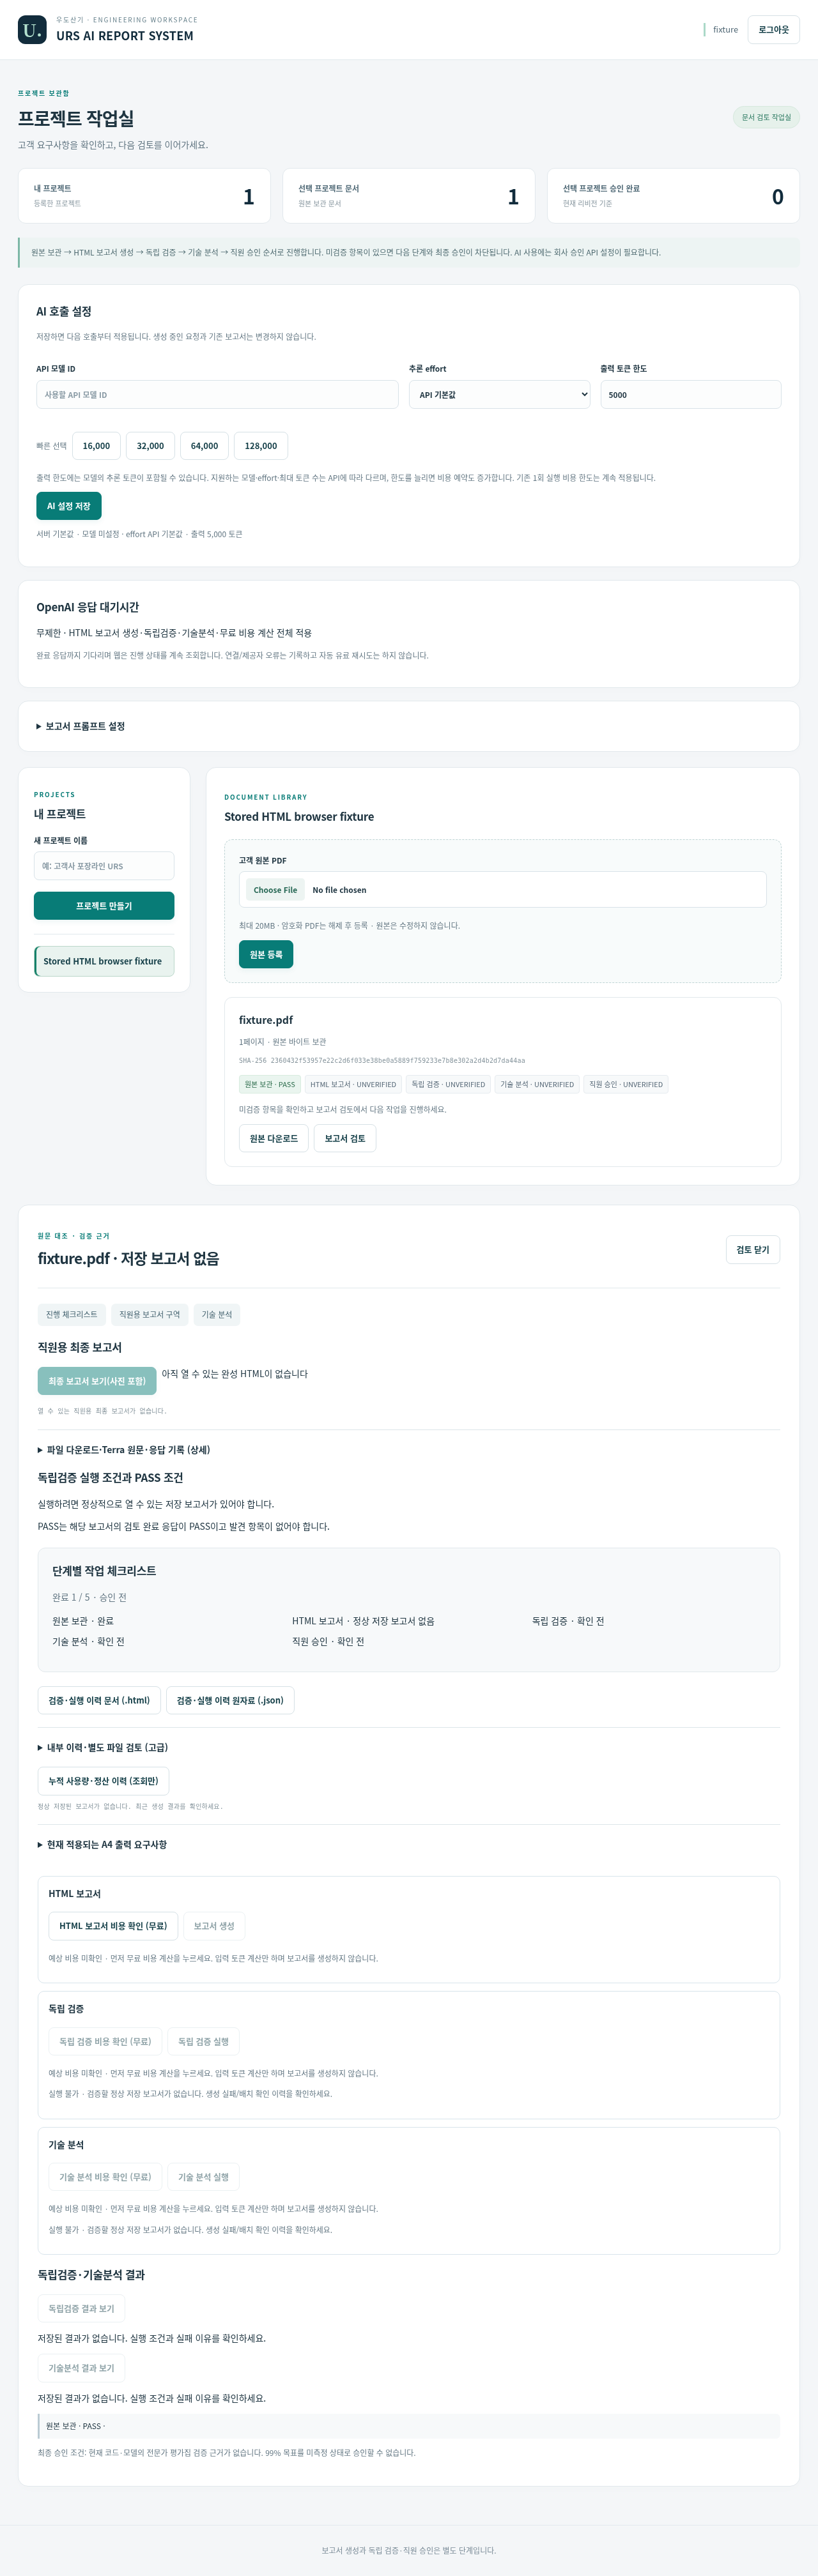 U.
우도산기 · ENGINEERING WORKSPACE
URS AI REPORT SYSTEM
fixture
로그아웃
프로젝트 보관함
프로젝트 작업실
고객 요구사항을 확인하고, 다음 검토를 이어가세요.
문서 검토 작업실
내 프로젝트
등록한 프로젝트
1
선택 프로젝트 문서
원본 보관 문서
1
선택 프로젝트 승인 완료
현재 리비전 기준
0
원본 보관 → HTML 보고서 생성 → 독립 검증 → 기술 분석 → 직원 승인 순서로 진행합니다. 미검증 항목이 있으면 다음 단계와 최종 승인이 차단됩니다. AI 사용에는 회사 승인 API 설정이 필요합니다.
AI 호출 설정
저장하면 다음 호출부터 적용됩니다. 생성 중인 요청과 기존 보고서는 변경하지 않습니다.
API 모델 ID
추론 effort
출력 토큰 한도
사용할 API 모델 ID
API 기본값
5000
빠른 선택
16,000
32,000
64,000
128,000
출력 한도에는 모델의 추론 토큰이 포함될 수 있습니다. 지원하는 모델·effort·최대 토큰 수는 API에 따라 다르며, 한도를 늘리면 비용 예약도 증가합니다. 기존 1회 실행 비용 한도는 계속 적용됩니다.
AI 설정 저장
서버 기본값 · 모델 미설정 · effort API 기본값 · 출력 5,000 토큰
OpenAI 응답 대기시간
무제한 · HTML 보고서 생성·독립검증·기술분석·무료 비용 계산 전체 적용
완료 응답까지 기다리며 웹은 진행 상태를 계속 조회합니다. 연결/제공자 오류는 기록하고 자동 유료 재시도는 하지 않습니다.
▶ 보고서 프롬프트 설정
PROJECTS
내 프로젝트
새 프로젝트 이름
예: 고객사 포장라인 URS
프로젝트 만들기
Stored HTML browser fixture
DOCUMENT LIBRARY
Stored HTML browser fixture
고객 원본 PDF
Choose File
No file chosen
최대 20MB · 암호화 PDF는 해제 후 등록 · 원본은 수정하지 않습니다.
원본 등록
fixture.pdf
1페이지 · 원본 바이트 보관
SHA-256 2360432f53957e22c2d6f033e38be0a5889f759233e7b8e302a2d4b2d7da44aa
원본 보관 · PASS
HTML 보고서 · UNVERIFIED
독립 검증 · UNVERIFIED
기술 분석 · UNVERIFIED
직원 승인 · UNVERIFIED
미검증 항목을 확인하고 보고서 검토에서 다음 작업을 진행하세요.
원본 다운로드
보고서 검토
원문 대조 · 검증 근거
fixture.pdf · 저장 보고서 없음
검토 닫기
진행 체크리스트
직원용 보고서 구역
기술 분석
직원용 최종 보고서
최종 보고서 보기(사진 포함)
아직 열 수 있는 완성 HTML이 없습니다
열 수 있는 직원용 최종 보고서가 없습니다.
▶ 파일 다운로드·Terra 원문·응답 기록 (상세)
독립검증 실행 조건과 PASS 조건
실행하려면 정상적으로 열 수 있는 저장 보고서가 있어야 합니다.
PASS는 해당 보고서의 검토 완료 응답이 PASS이고 발견 항목이 없어야 합니다.
단계별 작업 체크리스트
완료 1 / 5 · 승인 전
원본 보관 · 완료
HTML 보고서 · 정상 저장 보고서 없음
독립 검증 · 확인 전
기술 분석 · 확인 전
직원 승인 · 확인 전
검증·실행 이력 문서 (.html)
검증·실행 이력 원자료 (.json)
▶ 내부 이력·별도 파일 검토 (고급)
누적 사용량·정산 이력 (조회만)
정상 저장된 보고서가 없습니다. 최근 생성 결과를 확인하세요.
▶ 현재 적용되는 A4 출력 요구사항
HTML 보고서
HTML 보고서 비용 확인 (무료)
보고서 생성
예상 비용 미확인 · 먼저 무료 비용 계산을 누르세요. 입력 토큰 계산만 하며 보고서를 생성하지 않습니다.
독립 검증
독립 검증 비용 확인 (무료)
독립 검증 실행
예상 비용 미확인 · 먼저 무료 비용 계산을 누르세요. 입력 토큰 계산만 하며 보고서를 생성하지 않습니다.
실행 불가 · 검증할 정상 저장 보고서가 없습니다. 생성 실패/배치 확인 이력을 확인하세요.
기술 분석
기술 분석 비용 확인 (무료)
기술 분석 실행
예상 비용 미확인 · 먼저 무료 비용 계산을 누르세요. 입력 토큰 계산만 하며 보고서를 생성하지 않습니다.
실행 불가 · 검증할 정상 저장 보고서가 없습니다. 생성 실패/배치 확인 이력을 확인하세요.
독립검증·기술분석 결과
독립검증 결과 보기
저장된 결과가 없습니다. 실행 조건과 실패 이유를 확인하세요.
기술분석 결과 보기
저장된 결과가 없습니다. 실행 조건과 실패 이유를 확인하세요.
원본 보관 · PASS ·
최종 승인 조건: 현재 코드·모델의 전문가 평가집 검증 근거가 없습니다. 99% 목표를 미측정 상태로 승인할 수 없습니다.
보고서 생성과 독립 검증·직원 승인은 별도 단계입니다.